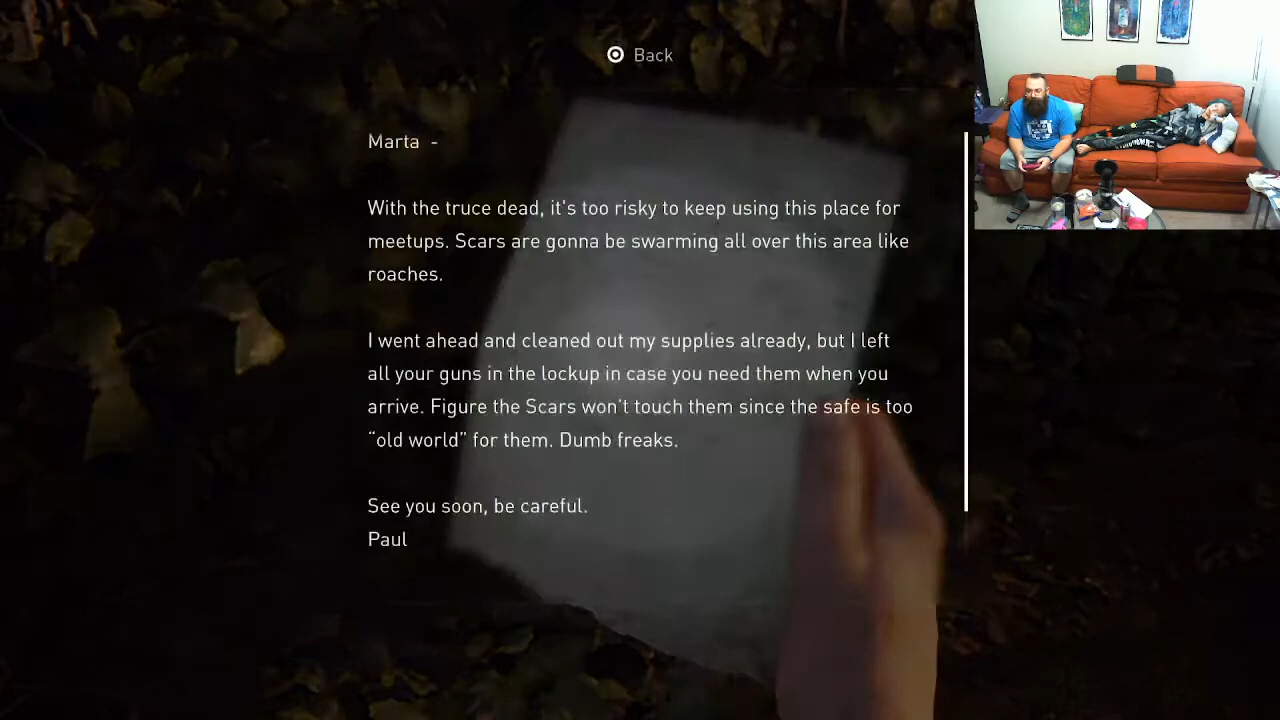 Back
Marta -
With the truce dead, it's too risky to keep using this place for
meetups. Scars are gonna be swarming all over this area like
roaches.
I went ahead and cleaned out my supplies already, but I left
all your guns in the lockup in case you need them when you
arrive. Figure the Scars won't touch them since the safe is too
“old world” for them. Dumb freaks.
See you soon, be careful.
Paul